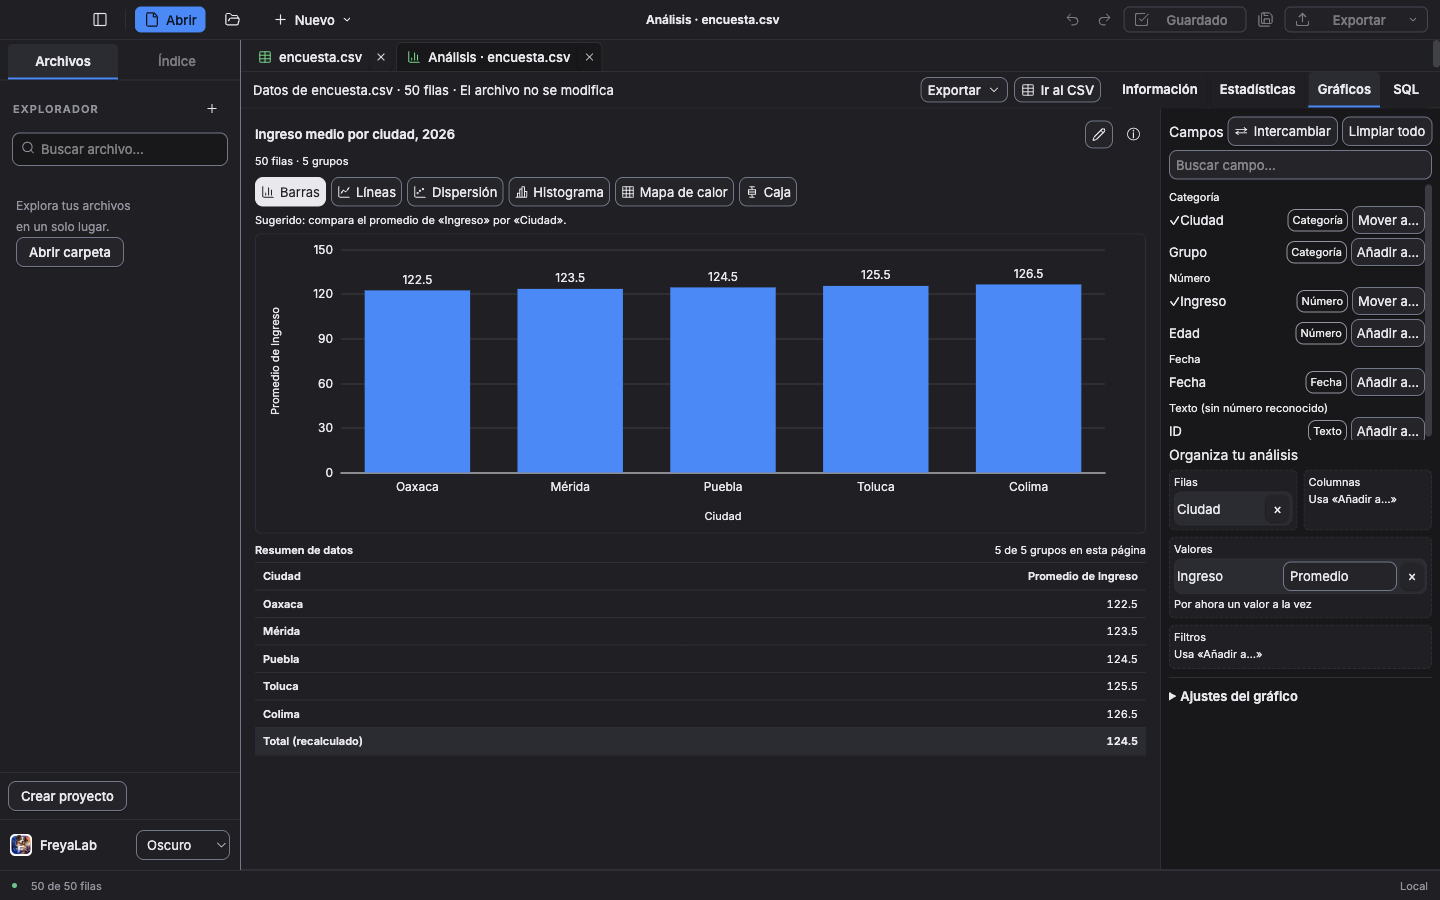 Abrir
Nuevo
Análisis · encuesta.csv
Guardado
Exportar
Archivos
Índice
encuesta.csv
Análisis · encuesta.csv
Datos de encuesta.csv · 50 filas · El archivo no se modifica
Exportar
Ir al CSV
Información
Estadísticas
Gráficos
SQL
EXPLORADOR
Buscar archivo...
Explora tus archivos
en un solo lugar.
Abrir carpeta
Ingreso medio por ciudad, 2026
50 filas · 5 grupos
Barras
Líneas
Dispersión
Histograma
Mapa de calor
Caja
Sugerido: compara el promedio de «Ingreso» por «Ciudad».
150
120
90
60
30
0
Promedio de Ingreso
122.5
123.5
124.5
125.5
126.5
Oaxaca
Mérida
Puebla
Toluca
Colima
Ciudad
Resumen de datos
5 de 5 grupos en esta página
Ciudad Promedio de Ingreso
Oaxaca 122.5
Mérida 123.5
Puebla 124.5
Toluca 125.5
Colima 126.5
Total (recalculado) 124.5
Campos
Intercambiar
Limpiar todo
Buscar campo...
Categoría
Ciudad Categoría Mover a...
Grupo Categoría Añadir a...
Número
Ingreso Número Mover a...
Edad Número Añadir a...
Fecha
Fecha Fecha Añadir a...
Texto (sin número reconocido)
ID Texto Añadir a...
Organiza tu análisis
Filas
Ciudad
Columnas
Usa «Añadir a...»
Valores
Ingreso Promedio
Por ahora un valor a la vez
Filtros
Usa «Añadir a...»
Ajustes del gráfico
Crear proyecto
FreyaLab
Oscuro
50 de 50 filas
Local